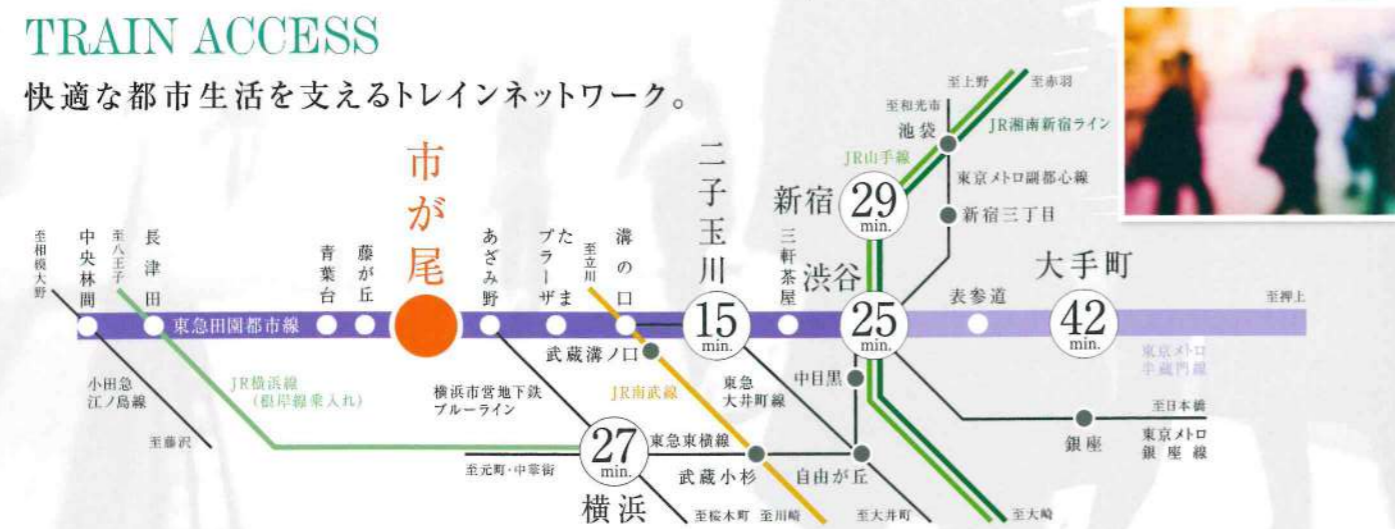 TRAIN ACCESS
快適な都市生活を支えるトレインネットワーク。
至上野
至赤羽
至和光市
池袋
JR湘南新宿ライン
JR山手線
東京メトロ副都心線
新宿
29
min.
新宿三丁目
至相模大野
中央林間
至八王子
長津田
青葉台
藤が丘
市が尾
あざみ野
たま
プラーザ
至立川
溝の口
二子玉川
三軒茶屋
渋谷
表参道
大手町
至押上
東急田園都市線
15
min.
25
min.
42
min.
武蔵溝ノ口
東京メトロ
半蔵門線
小田急
江ノ島線
JR横浜線
(根岸線乗入れ)
横浜市営地下鉄
ブルーライン
JR南武線
東急
大井町線
中目黒
至日本橋
至藤沢
27
min.
東急東横線
銀座
東京メトロ
銀座線
至元町・中華街
武蔵小杉
自由が丘
横浜
至桜木町
至川崎
至大井町
至大崎